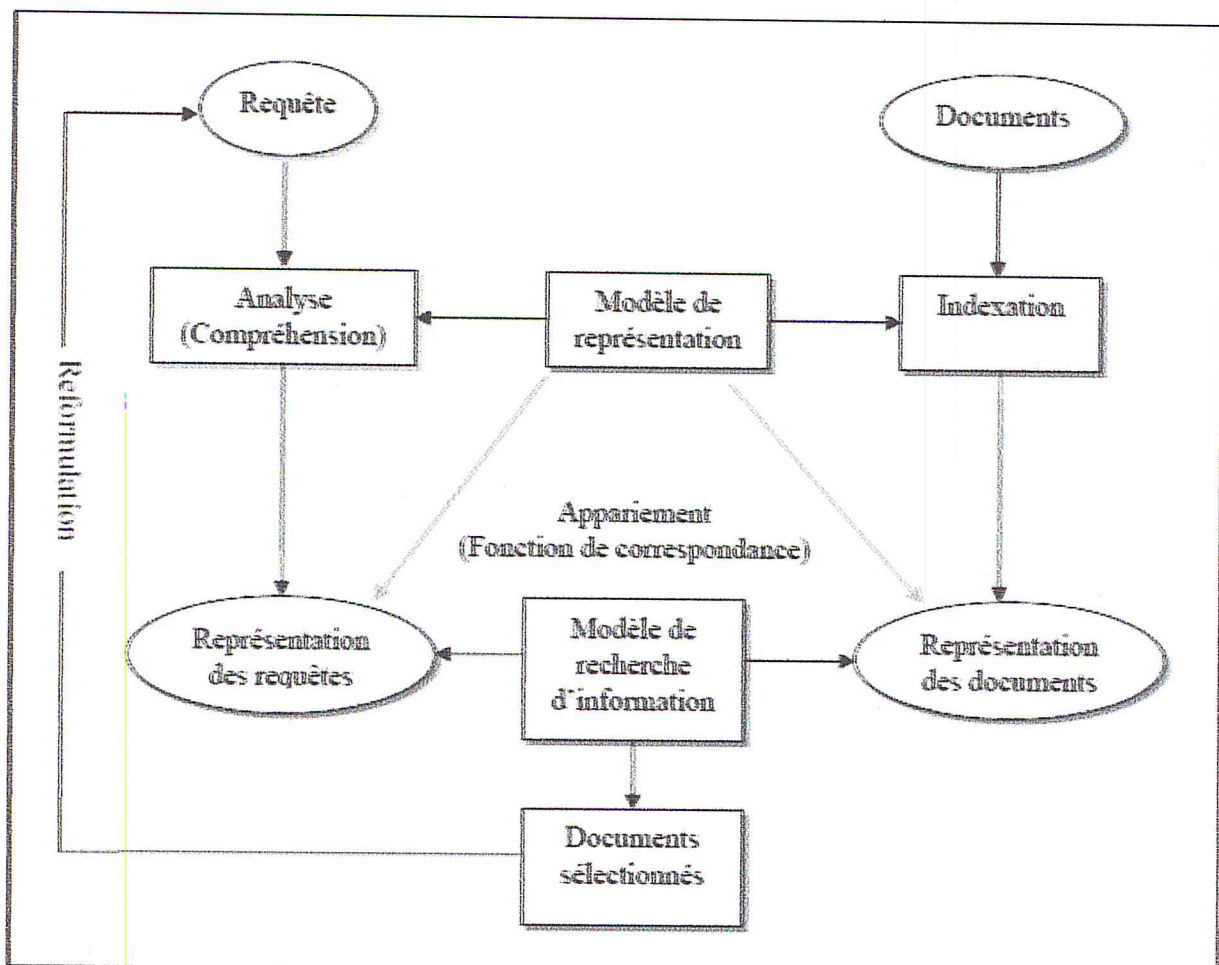 Requête
Documents
Analyse
(Compréhension)
Modèle de
représentation
Indexation
Reformulation
Appariement
(Fonction de correspondance)
Représentation
des requêtes
Modèle de
recherche
d'information
Représentation
des documents
Documents
sélectionnés